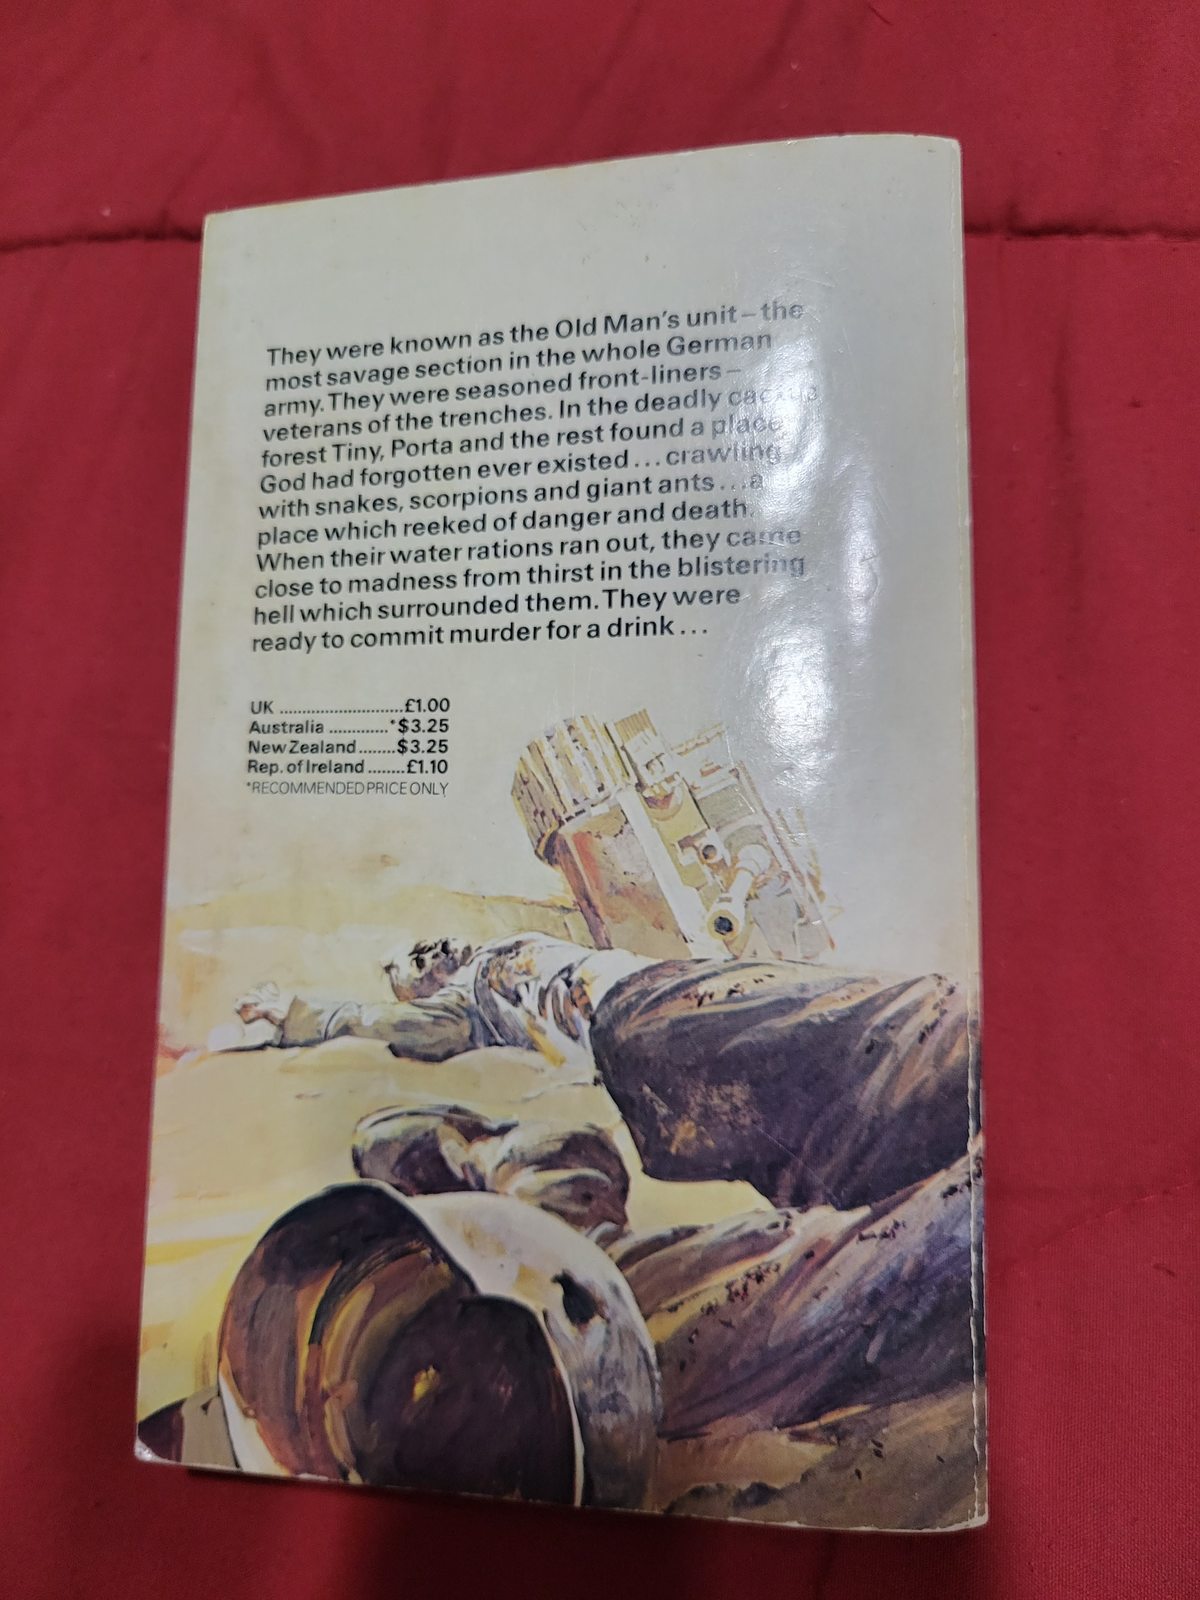 They were known as the Old Man's unit – the
most savage section in the whole German
army. They were seasoned front-liners –
veterans of the trenches. In the deadly cactus
forest Tiny, Porta and the rest found a place
God had forgotten ever existed ... crawling
with snakes, scorpions and giant ants ... a
place which reeked of danger and death.
When their water rations ran out, they came
close to madness from thirst in the blistering
hell which surrounded them. They were
ready to commit murder for a drink ...
UK ........................... £1.00
Australia ............. *$3.25
New Zealand ........ $3.25
Rep. of Ireland ........ £1.10
*RECOMMENDED PRICE ONLY